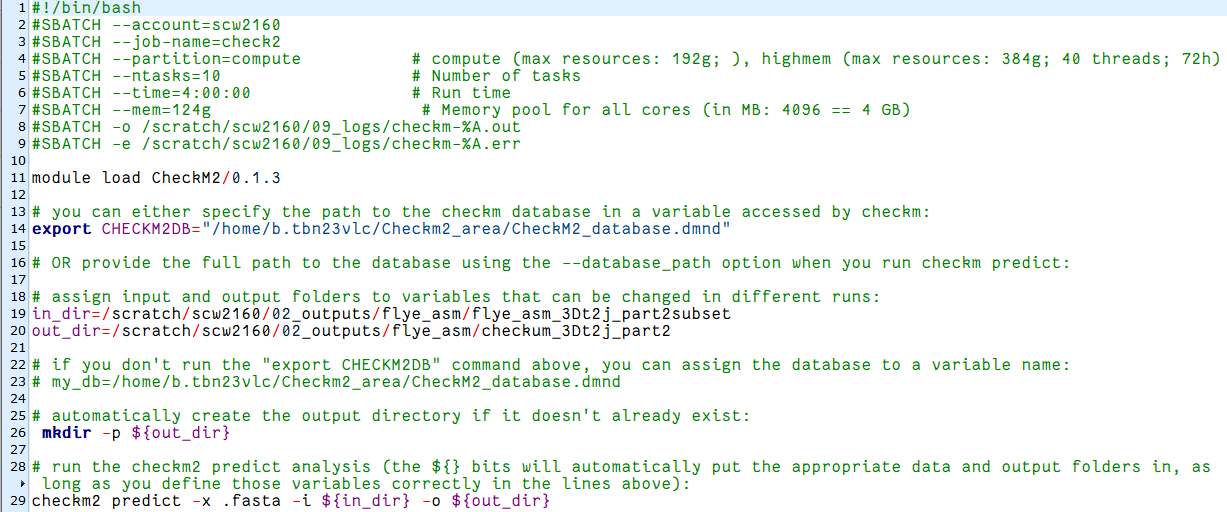 1 #!/bin/bash
2 #SBATCH --account=scw2160
3 #SBATCH --job-name=check2
4 #SBATCH --partition=compute # compute (max resources: 192g; ), highmem (max resources: 384g; 40 threads; 72h)
5 #SBATCH --ntasks=10 # Number of tasks
6 #SBATCH --time=4:00:00 # Run time
7 #SBATCH --mem=124g # Memory pool for all cores (in MB: 4096 == 4 GB)
8 #SBATCH -o /scratch/scw2160/09_logs/checkm-%A.out
9 #SBATCH -e /scratch/scw2160/09_logs/checkm-%A.err
10
11 module load CheckM2/0.1.3
12
13 # you can either specify the path to the checkm database in a variable accessed by checkm:
14 export CHECKM2DB="/home/b.tbn23vlc/Checkm2_area/CheckM2_database.dmnd"
15
16 # OR provide the full path to the database using the --database_path option when you run checkm predict:
17
18 # assign input and output folders to variables that can be changed in different runs:
19 in_dir=/scratch/scw2160/02_outputs/flye_asm/flye_asm_3Dt2j_part2subset
20 out_dir=/scratch/scw2160/02_outputs/flye_asm/checkum_3Dt2j_part2
21
22 # if you don't run the "export CHECKM2DB" command above, you can assign the database to a variable name:
23 # my_db=/home/b.tbn23vlc/Checkm2_area/CheckM2_database.dmnd
24
25 # automatically create the output directory if it doesn't already exist:
26 mkdir -p ${out_dir}
27
28 # run the checkm2 predict analysis (the ${} bits will automatically put the appropriate data and output folders in, as
long as you define those variables correctly in the lines above):
29 checkm2 predict -x .fasta -i ${in_dir} -o ${out_dir}